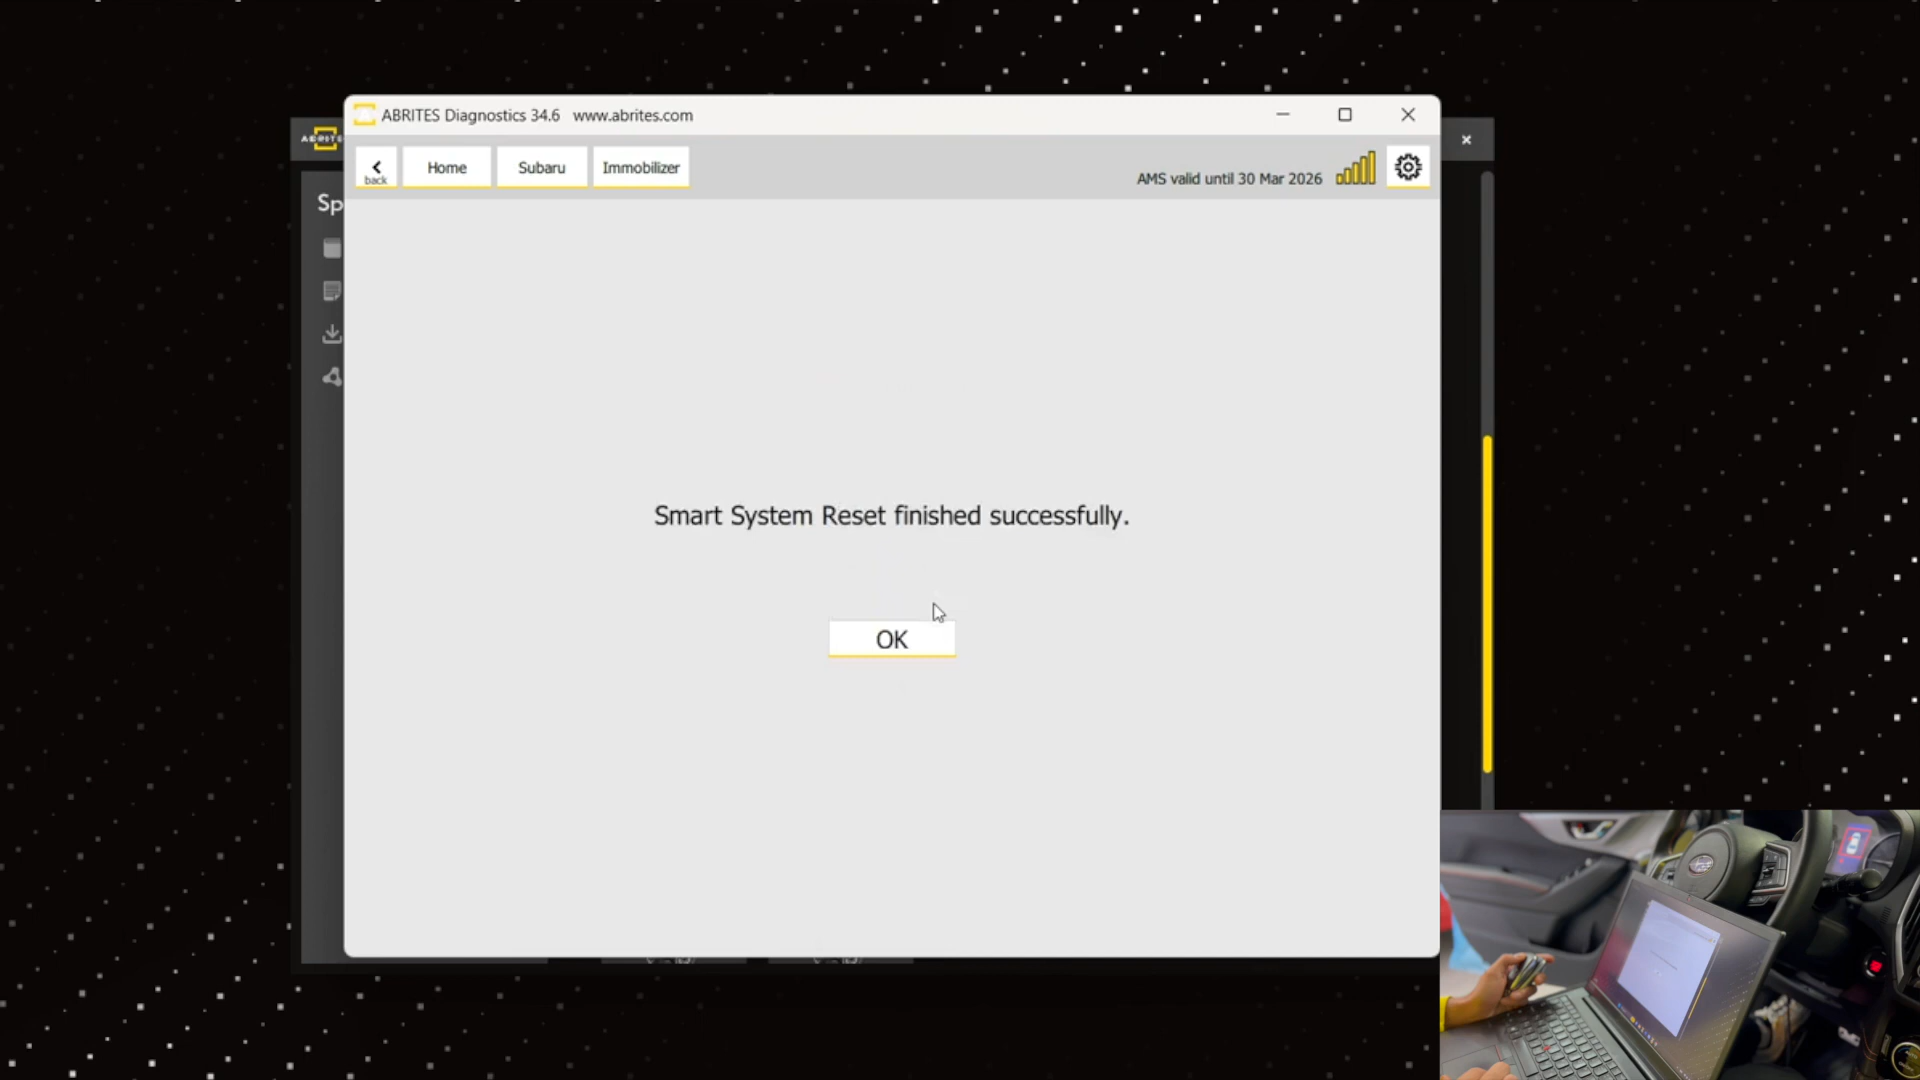 ABRITES Diagnostics 34.6 www.abrites.com
ABRITES
back
Home
Subaru
Immobilizer
AMS valid until 30 Mar 2026
Sp
Smart System Reset finished successfully.
OK